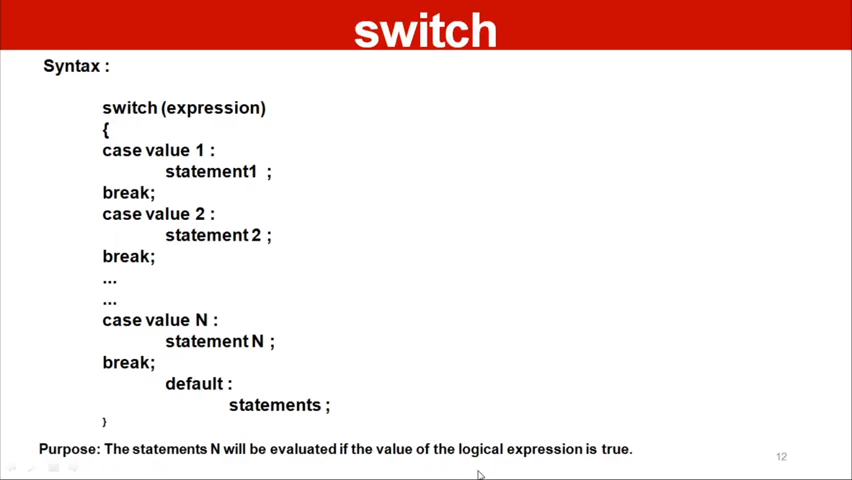 switch
Syntax :
switch (expression)
{
case value 1 :
statement1 ;
break;
case value 2 :
statement 2 ;
break;
...
...
case value N :
statement N ;
break;
default :
statements ;
}
Purpose: The statements N will be evaluated if the value of the logical expression is true.
12